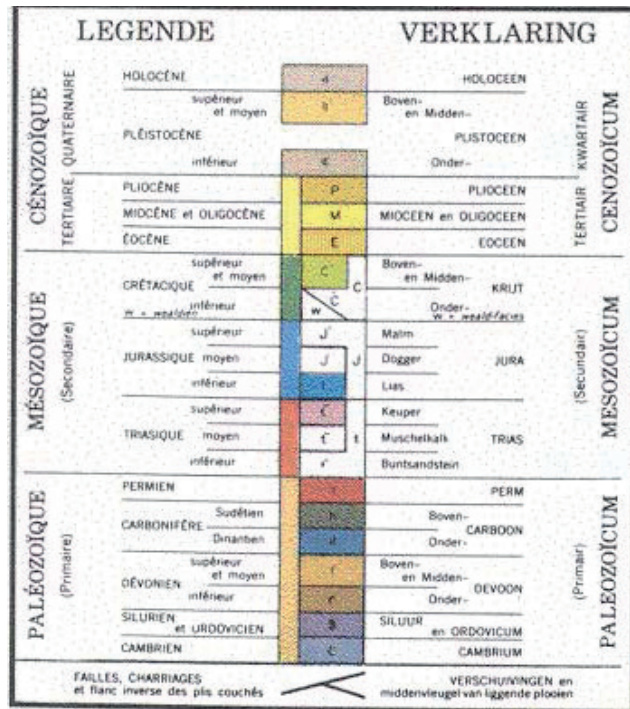 LEGENDE VERKLARING
CÉNOZOÏQUE
QUATERNAIRE
TERTIAIRE
HOLOCÈNE HOLOCEEN
supérieur et moyen Boven- en Midden-
PLÉISTOCÈNE PLISTOCEEN
inférieur Onder-
PLIOCÈNE P PLIOCEEN
MIOCÈNE et OLIGOCÈNE M MIOCEEN en OLIGOCEEN
ÉOCÈNE E EOCEEN
KWARTAIR
TERTIAIR
CENOZOÏCUM
MÉSOZOÏQUE
(Secondaire)
supérieur et moyen C Boven- en Midden-
CRÉTACIQUE C KRIJT
inférieur w C Onder-
w = wealdien w = weald-facies
supérieur J Malm
JURASSIQUE moyen J J Dogger JURA
inférieur l Lias
supérieur t Keuper
TRIASIQUE moyen t t Muschelkalk TRIAS
inférieur Buntsandstein
(Secundair)
MESOZOÏCUM
PALÉOZOÏQUE
(Primaire)
PERMIEN PERM
Sudétien h Boven-
CARBONIFÈRE CARBOON
Dinantien d Onder-
supérieur et moyen Boven- en Midden-
DÉVONIEN DEVOON
inférieur Onder-
SILURIEN et URDOVICIEN SILUUR en ORDOVICUM
CAMBRIEN C CAMBRIUM
(Primair)
PALEOZOÏCUM
FAILLES, CHARRIAGES VERSCHUIVINGEN en
et flanc inverse des plis couchés middenvleugel van liggende plooien